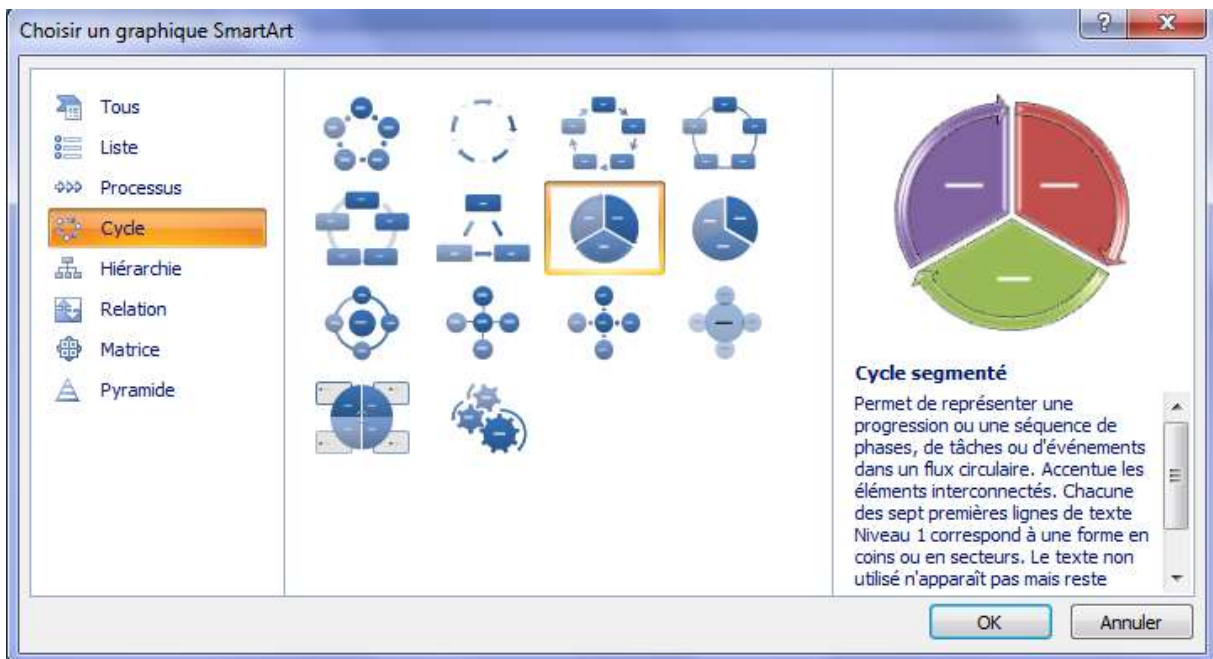 Choisir un graphique SmartArt
Tous
Liste
Processus
Cycle
Hiérarchie
Relation
Matrice
Pyramide
Cycle segmenté
Permet de représenter une
progression ou une séquence de
phases, de tâches ou d'événements
dans un flux circulaire. Accentue les
éléments interconnectés. Chacune
des sept premières lignes de texte
Niveau 1 correspond à une forme en
coins ou en secteurs. Le texte non
utilisé n'apparaît pas mais reste
OK
Annuler